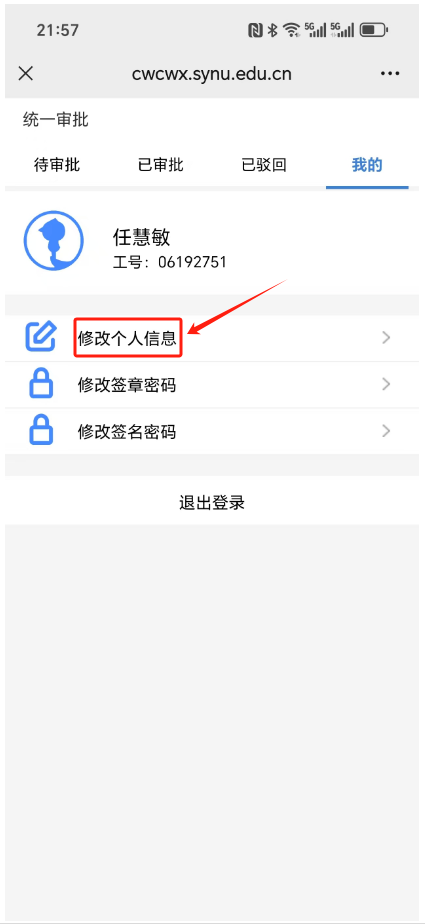 21:57
5G 5G
cwcwx.synu.edu.cn
统一审批
待审批 已审批 已驳回 我的
任慧敏
工号：06192751
修改个人信息
修改签章密码
修改签名密码
退出登录